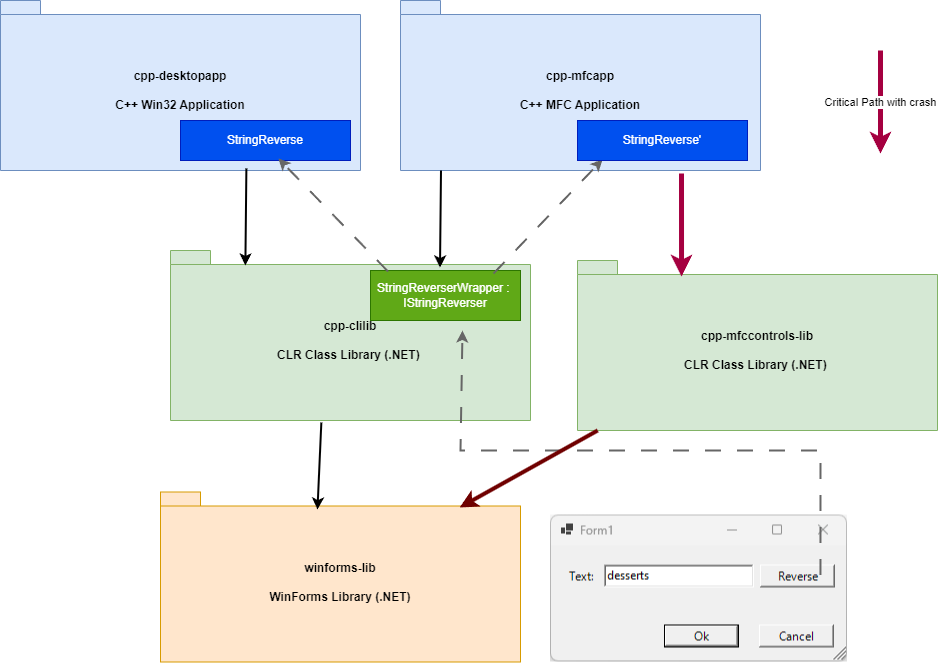 cpp-desktopapp
C++ Win32 Application
StringReverse
cpp-mfcapp
C++ MFC Application
StringReverse'
Critical Path with crash
StringReverserWrapper :
IStringReverser
cpp-clilib
CLR Class Library (.NET)
cpp-mfccontrols-lib
CLR Class Library (.NET)
winforms-lib
WinForms Library (.NET)
Form1
Text:
desserts
Reverse
Ok
Cancel